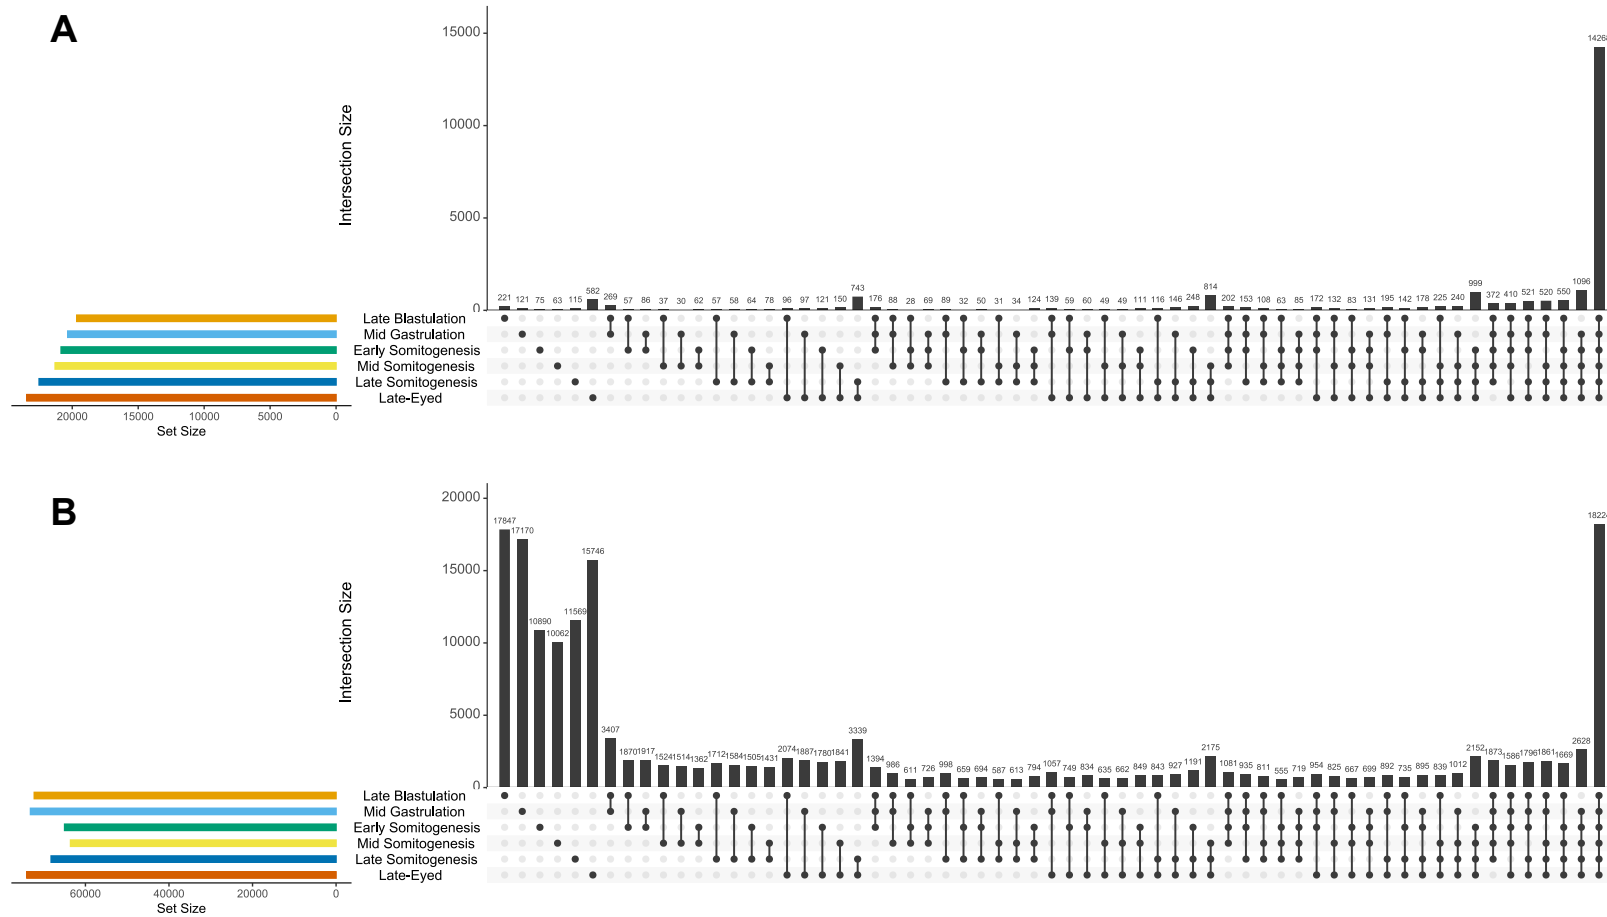 A
Intersection Size
15000
10000
5000
0
221 121 75 63 115 582 269 57 86 37 30 62 57 58 64 78 96 97 121 150 743 176 88 28 69 89 32 50 31 34 124 139 59 60 49 49 111 116 146 248 814 202 153 108 63 85 172 132 83 131 195 142 178 225 240 999 372 410 521 520 550 1096
Late Blastulation
Mid Gastrulation
Early Somitogenesis
Mid Somitogenesis
Late Somitogenesis
Late-Eyed
20000 15000 10000 5000 0
Set Size
B
Intersection Size
20000
15000
10000
5000
0
17847 17170 10890 10062 11569 15746 3407 1870 1917 1524 1514 1362 1712 1584 1505 1431 2074 1887 1780 1841 3339 1394 986 611 726 998 659 694 587 613 794 1057 749 834 635 662 849 843 927 1191 2175 1081 935 811 555 719 954 825 667 699 892 735 895 839 1012 2152 1873 1586 1796 1861 1669 2628
Late Blastulation
Mid Gastrulation
Early Somitogenesis
Mid Somitogenesis
Late Somitogenesis
Late-Eyed
60000 40000 20000 0
Set Size